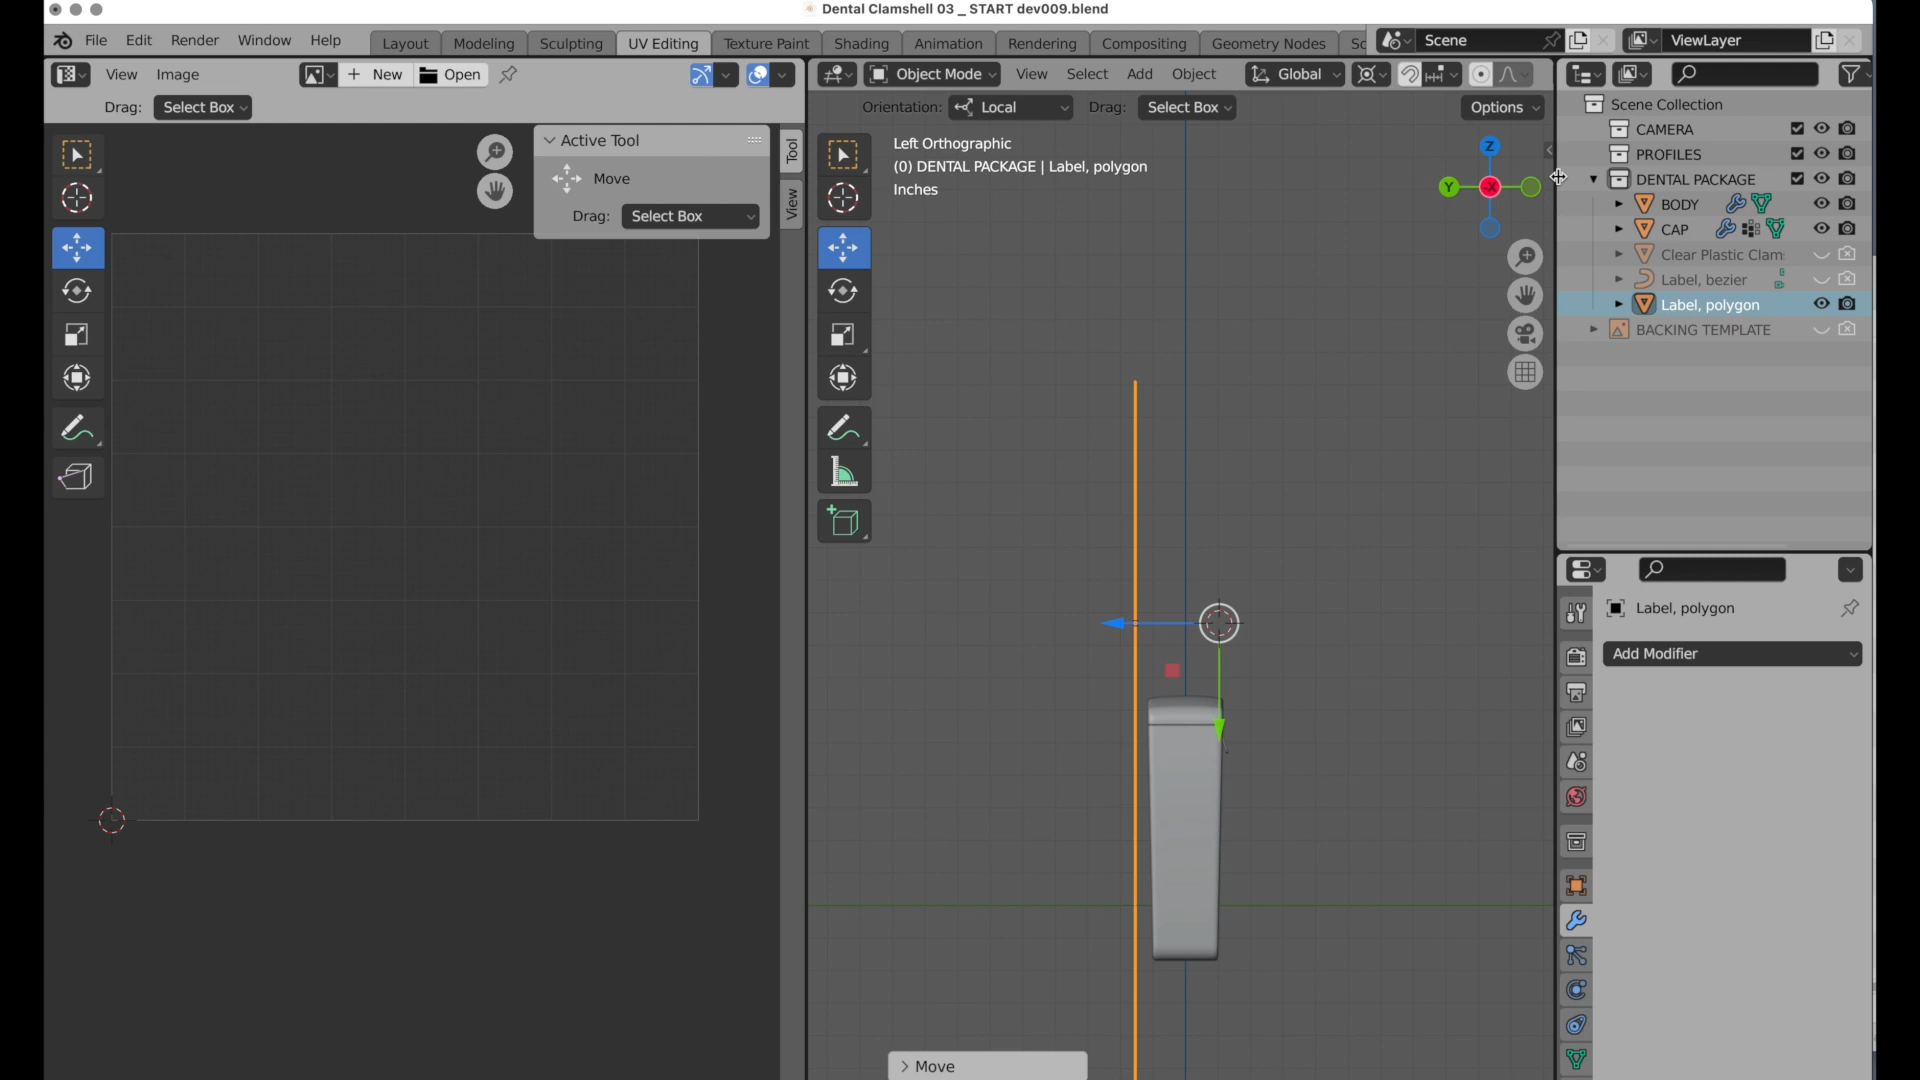 Dental Clamshell 03 _ START dev009.blend
File Edit Render Window Help Layout Modeling Sculpting UV Editing Texture Paint Shading Animation Rendering Compositing Geometry Nodes Sc Scene ViewLayer
View Image New Open Object Mode View Select Add Object Global
Drag: Select Box Orientation: Local Drag: Select Box Options
Scene Collection
CAMERA
PROFILES
DENTAL PACKAGE
BODY
CAP
Clear Plastic Clam
Label, bezier
Label, polygon
BACKING TEMPLATE
Active Tool
Move
Drag: Select Box
Tool
View
Left Orthographic
(0) DENTAL PACKAGE | Label, polygon
Inches
Z
Y
X
Label, polygon
Add Modifier
Move